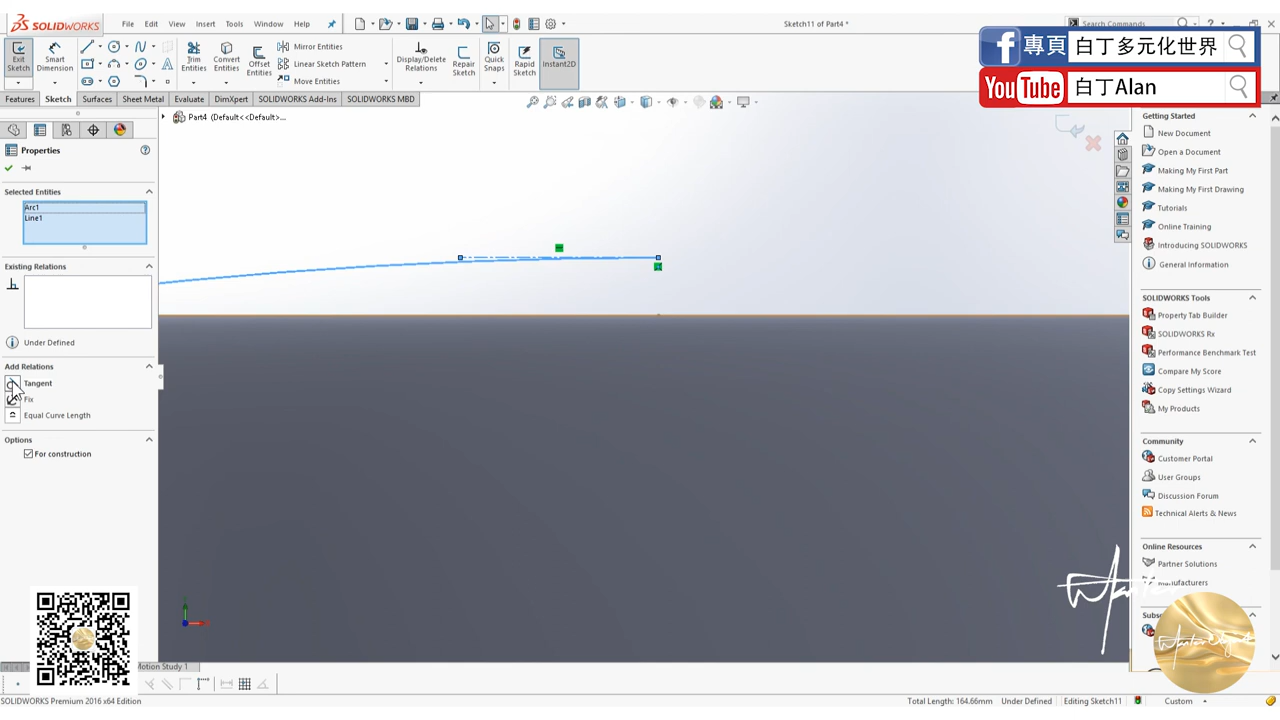 SOLIDWORKS
File Edit View Insert Tools Window Help
Sketch11 of Part4 *
Search Commands
Exit Sketch
Smart Dimension
Trim Entities
Convert Entities
Offset Entities
Mirror Entities
Linear Sketch Pattern
Move Entities
Display/Delete Relations
Repair Sketch
Quick Snaps
Rapid Sketch
Instant2D
專頁 白丁多元化世界
YouTube 白丁Alan
Features Sketch Surfaces Sheet Metal Evaluate DimXpert SOLIDWORKS Add-Ins SOLIDWORKS MBD
Part4 (Default<<Default>...
Properties
Selected Entities
Arc1
Line1
Existing Relations
Under Defined
Add Relations
Tangent
Fix
Equal Curve Length
Options
For construction
Getting Started
New Document
Open a Document
Making My First Part
Making My First Drawing
Tutorials
Online Training
Introducing SOLIDWORKS
General Information
SOLIDWORKS Tools
Property Tab Builder
SOLIDWORKS Rx
Performance Benchmark Test
Compare My Score
Copy Settings Wizard
My Products
Community
Customer Portal
User Groups
Discussion Forum
Technical Alerts & News
Online Resources
Partner Solutions
Manufacturers
Motion Study 1
SOLIDWORKS Premium 2016 x64 Edition
Total Length: 164.66mm Under Defined Editing Sketch11 Custom